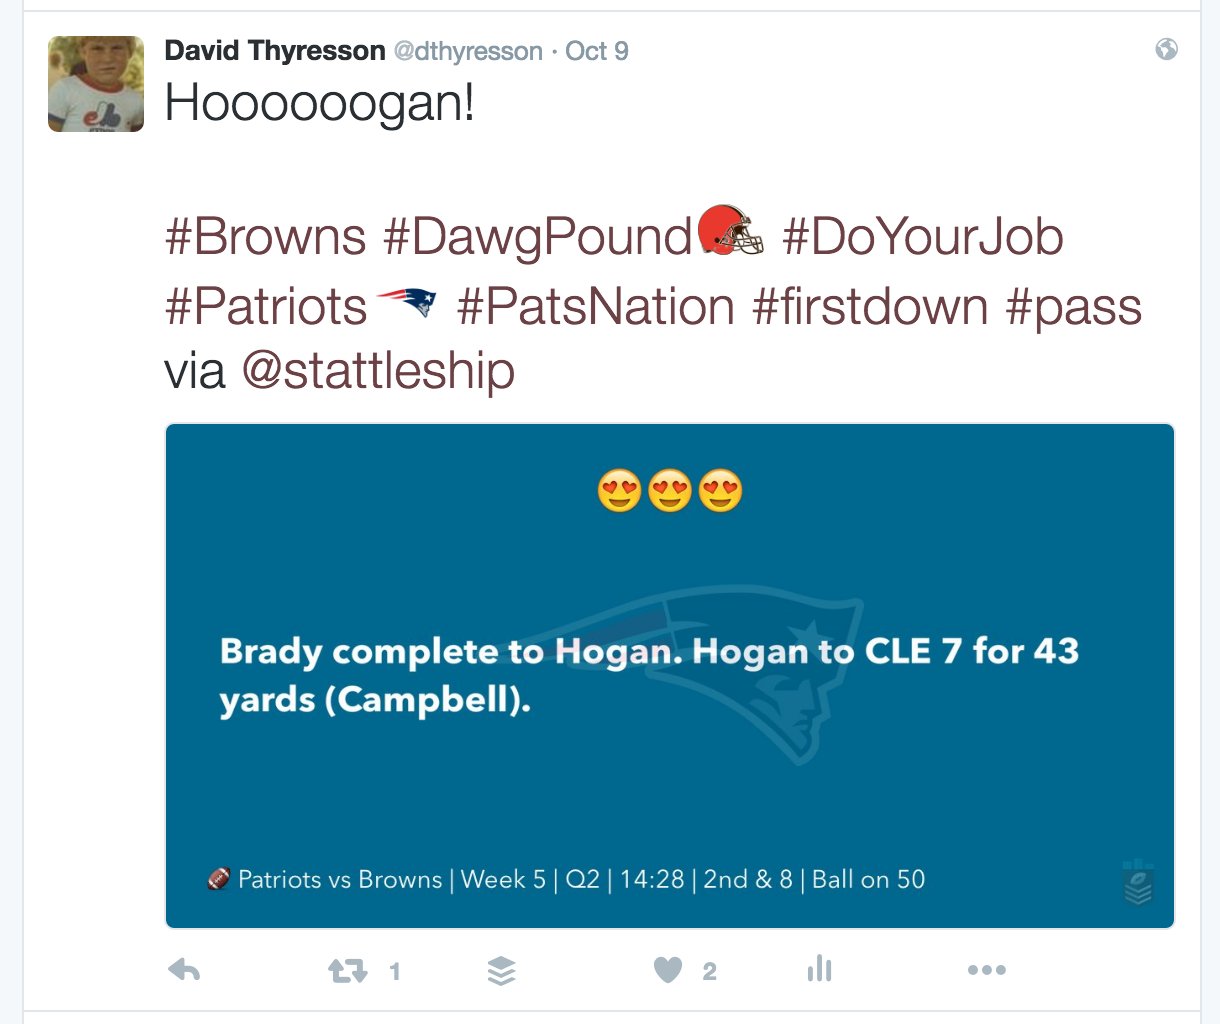 David Thyresson @dthyresson · Oct 9
Hoooooogan!
#Browns #DawgPound #DoYourJob
#Patriots #PatsNation #firstdown #pass
via @stattleship
Brady complete to Hogan. Hogan to CLE 7 for 43
yards (Campbell).
Patriots vs Browns | Week 5 | Q2 | 14:28 | 2nd & 8 | Ball on 50
1
2